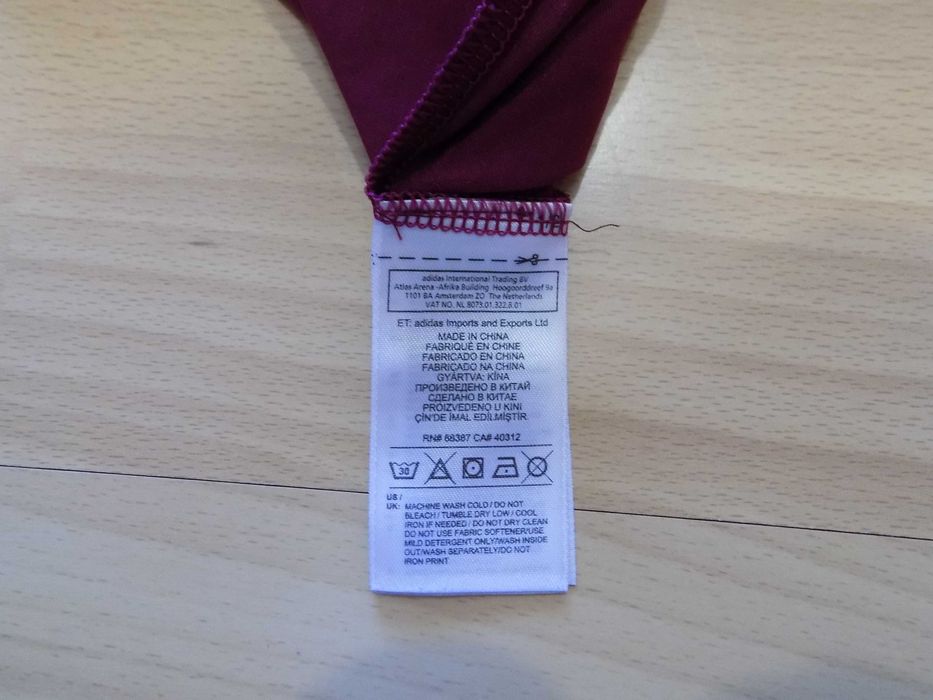 adidas International Trading BV
Atlas Arena -Afrika Building Hoogoorddreef 9a
1101 BA Amsterdam ZO The Netherlands
VAT NO. NL 8073.01.322.B.01
ET: adidas Imports and Exports Ltd
MADE IN CHINA
FABRIQUÉ EN CHINE
FABRICADO EN CHINA
FABRICADO NA CHINA
GYÁRTVA: KÍNA
ПРОИЗВЕДЕНО В КИТАЙ
СДЕЛАНО В КИТАЕ
PROIZVEDENO U KINI
ÇİN'DE İMAL EDİLMİŞTİR.
RN# 88387 CA# 40312
30
US /
UK: MACHINE WASH COLD / DO NOT
BLEACH / TUMBLE DRY LOW / COOL
IRON IF NEEDED / DO NOT DRY CLEAN
DO NOT USE FABRIC SOFTENER/USE
MILD DETERGENT ONLY/WASH INSIDE
OUT/WASH SEPARATELY/DO NOT
IRON PRINT